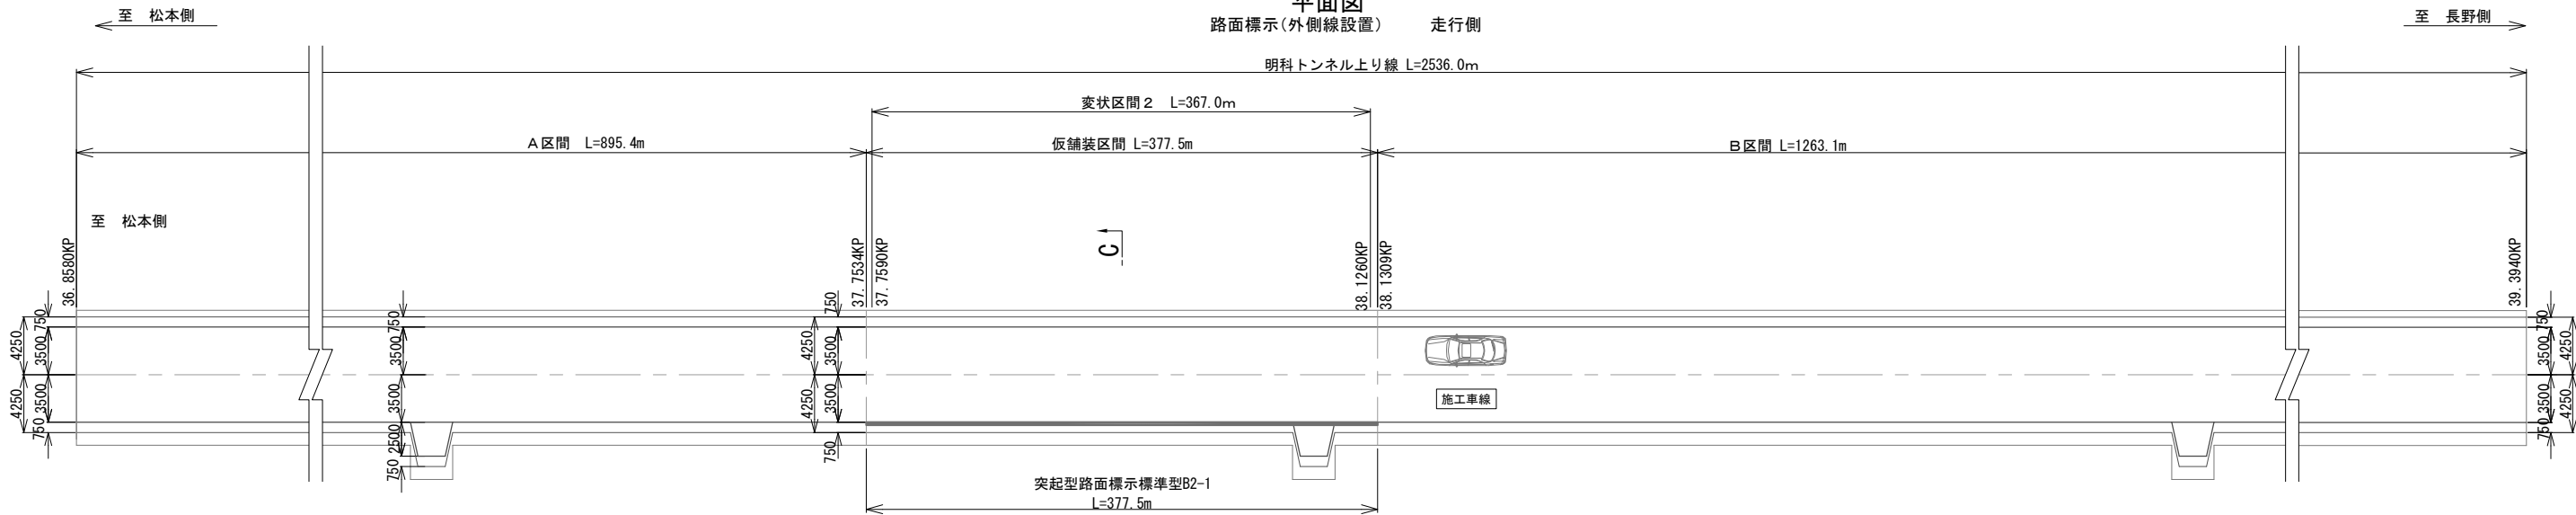 平面図
路面標示(外側線設置)　走行側
至 松本側
至 長野側
明科トンネル上り線 L=2536.0m
変状区間2 L=367.0m
A区間 L=895.4m
仮舗装区間 L=377.5m
B区間 L=1263.1m
至 松本側
C
36.8580KP
37.7534KP
37.7590KP
38.1260KP
38.1309KP
39.3940KP
4250
750
3500
3500
4250
750
750
3500
3500
2500
750
750
4250
3500
3500
4250
750
施工車線
750
3500
4250
3500
4250
750
突起型路面標示標準型B2-1
L=377.5m